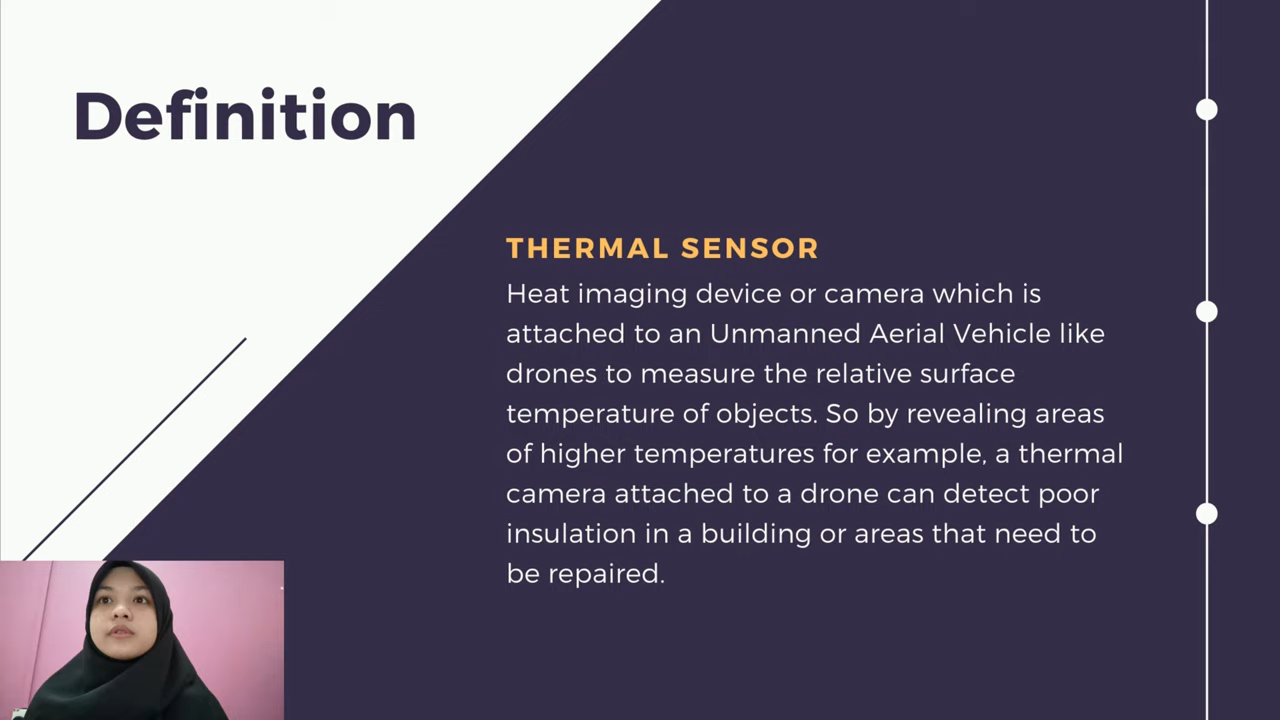 Definition
THERMAL SENSOR
Heat imaging device or camera which is
attached to an Unmanned Aerial Vehicle like
drones to measure the relative surface
temperature of objects. So by revealing areas
of higher temperatures for example, a thermal
camera attached to a drone can detect poor
insulation in a building or areas that need to
be repaired.